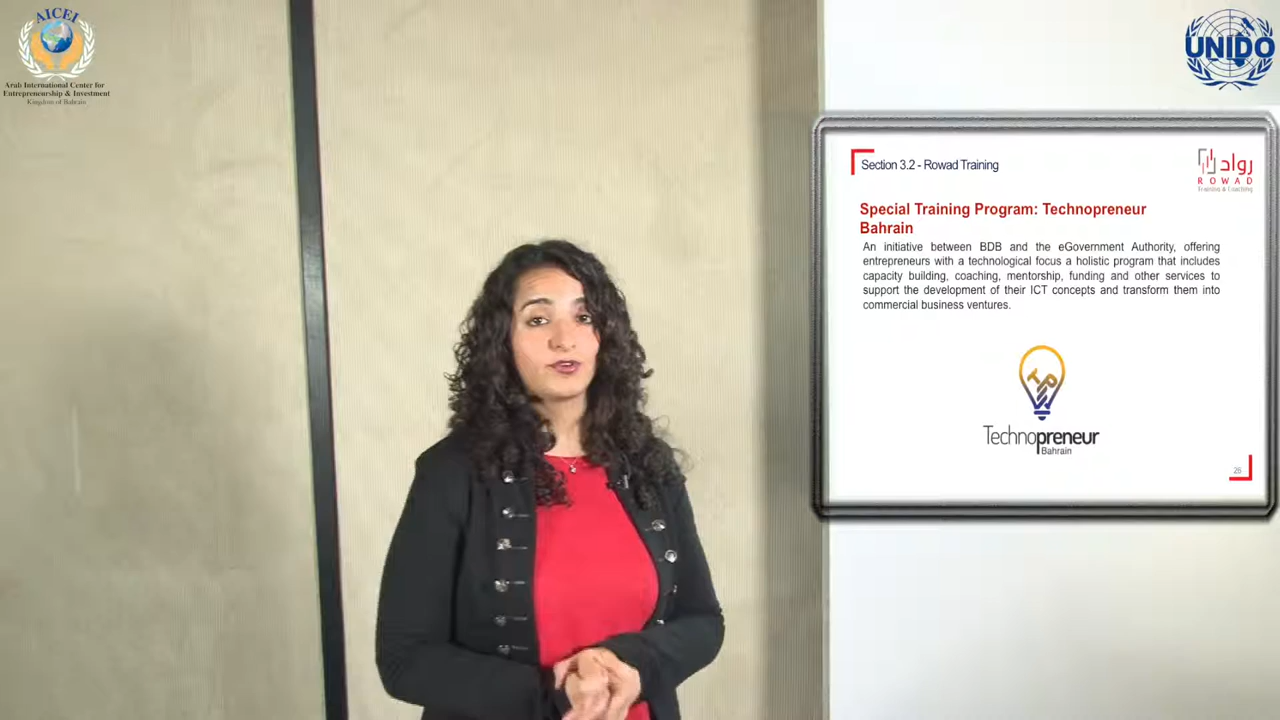 AICEI
Arab International Center for
Entrepreneurship & Investment
Kingdom of Bahrain
UNIDO
Section 3.2 - Rowad Training
رواد
ROWAD
Training & Coaching
Special Training Program: Technopreneur
Bahrain
An initiative between BDB and the eGovernment Authority, offering
entrepreneurs with a technological focus a holistic program that includes
capacity building, coaching, mentorship, funding and other services to
support the development of their ICT concepts and transform them into
commercial business ventures.
Technopreneur
Bahrain
26